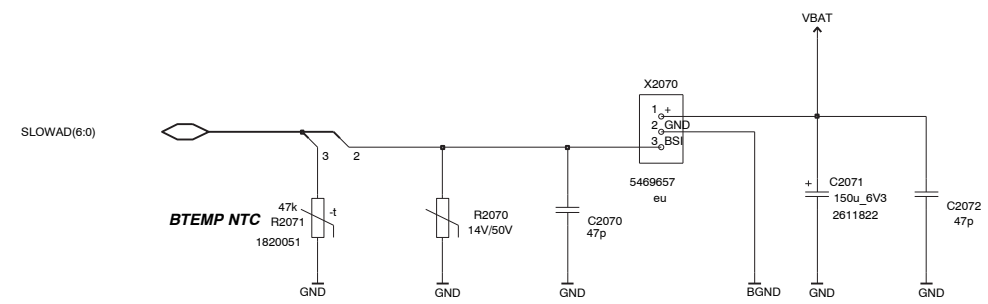 VBAT
X2070
1 +
2 GND
3 BSI
SLOWAD(6:0)
3
2
5469657
eu
47k
-t
BTEMP NTC
R2071
1820051
R2070
14V/50V
C2070
47p
+
C2071
150u_6V3
2611822
C2072
47p
GND
GND
GND
BGND
GND
GND